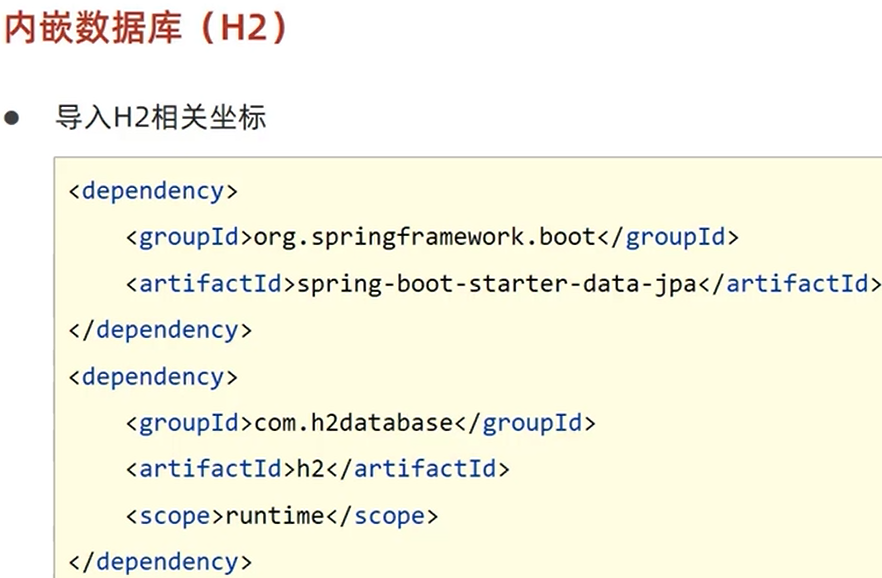 内嵌数据库（H2）
● 导入H2相关坐标
<dependency>
    <groupId>org.springframework.boot</groupId>
    <artifactId>spring-boot-starter-data-jpa</artifactId>
</dependency>
<dependency>
    <groupId>com.h2database</groupId>
    <artifactId>h2</artifactId>
    <scope>runtime</scope>
</dependency>